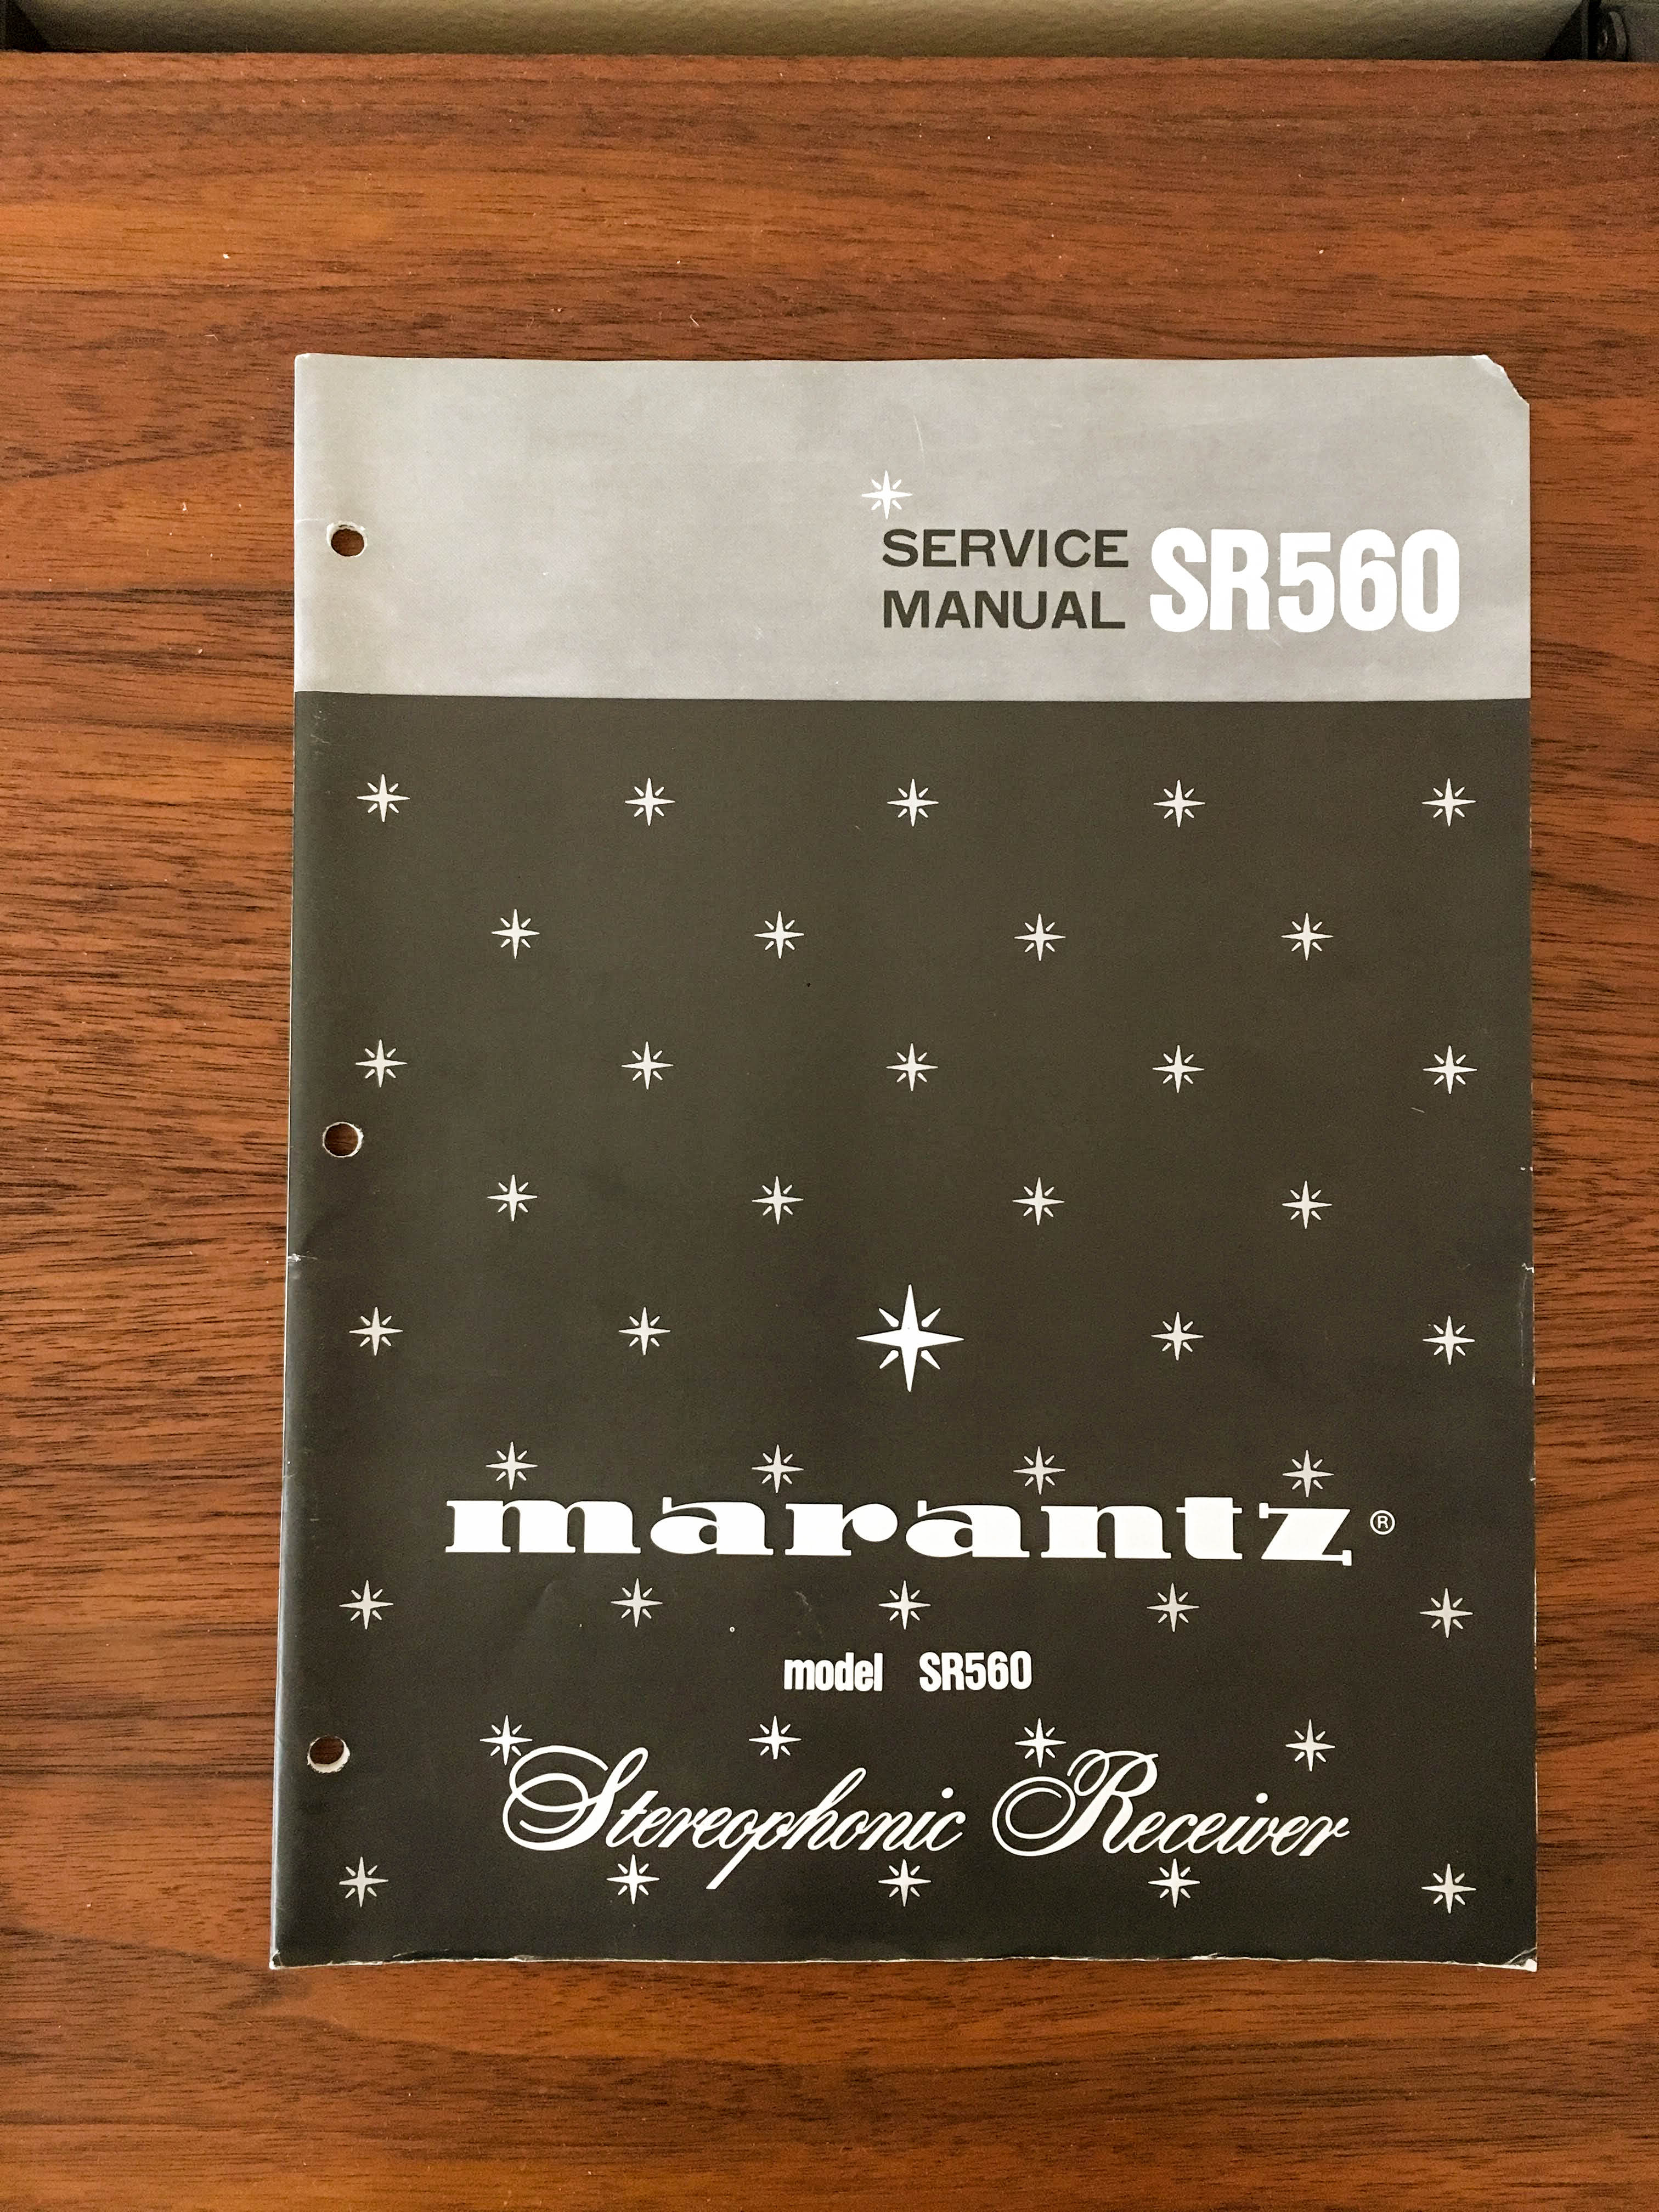 SERVICE
MANUAL SR560
marantz®
model SR560
Stereophonic Receiver